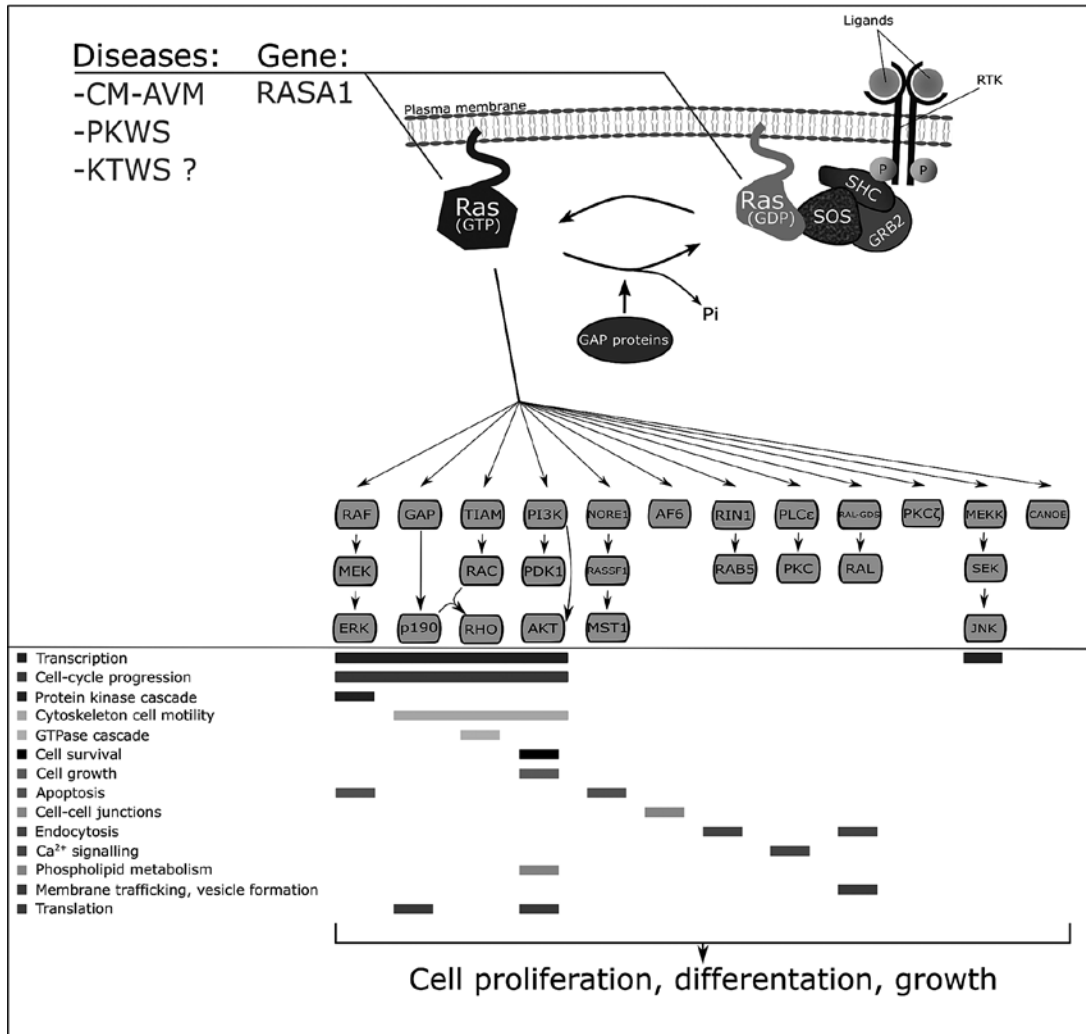 Diseases: Gene:
-CM-AVM RASA1
-PKWS
-KTWS ?
Ligands
RTK
Plasma membrane
P P
SHC
Ras (GTP)
Ras (GDP)
SOS
GRB2
Pi
GAP proteins
RAF GAP TIAM PI3K NORE1 AF6 RIN1 PLCε RAL-GDS PKCζ MEKK CANOE
MEK RAC PDK1 RASSF1 RAB5 PKC RAL SEK
ERK p190 RHO AKT MST1 JNK
Transcription
Cell-cycle progression
Protein kinase cascade
Cytoskeleton cell motility
GTPase cascade
Cell survival
Cell growth
Apoptosis
Cell-cell junctions
Endocytosis
Ca²⁺ signalling
Phospholipid metabolism
Membrane trafficking, vesicle formation
Translation
Cell proliferation, differentation, growth